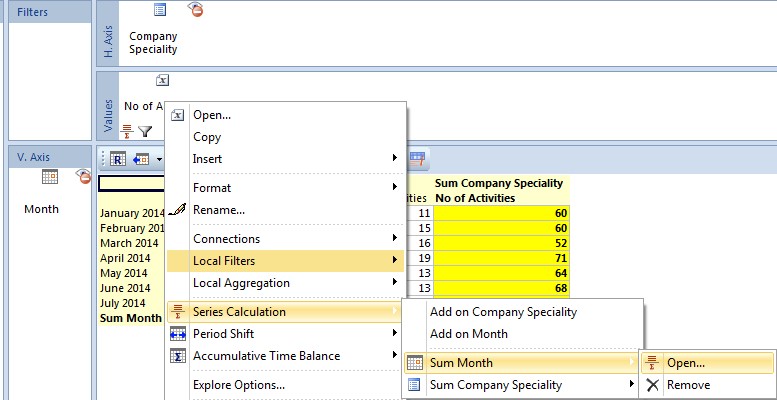 Filters
H. Axis
Company
Speciality
Values
No of A
V. Axis
Month
Open...
Copy
Insert
Format
Rename...
Connections
Local Filters
Local Aggregation
Series Calculation
Period Shift
Accumulative Time Balance
Explore Options...
R
Sum Company Speciality
ities No of Activities
January 2014 11 60
February 201 15 60
March 2014 16 52
April 2014 19 71
May 2014 13 64
June 2014 13 68
July 2014
Sum Month
Add on Company Speciality
Add on Month
Sum Month
Sum Company Speciality
Open...
Remove